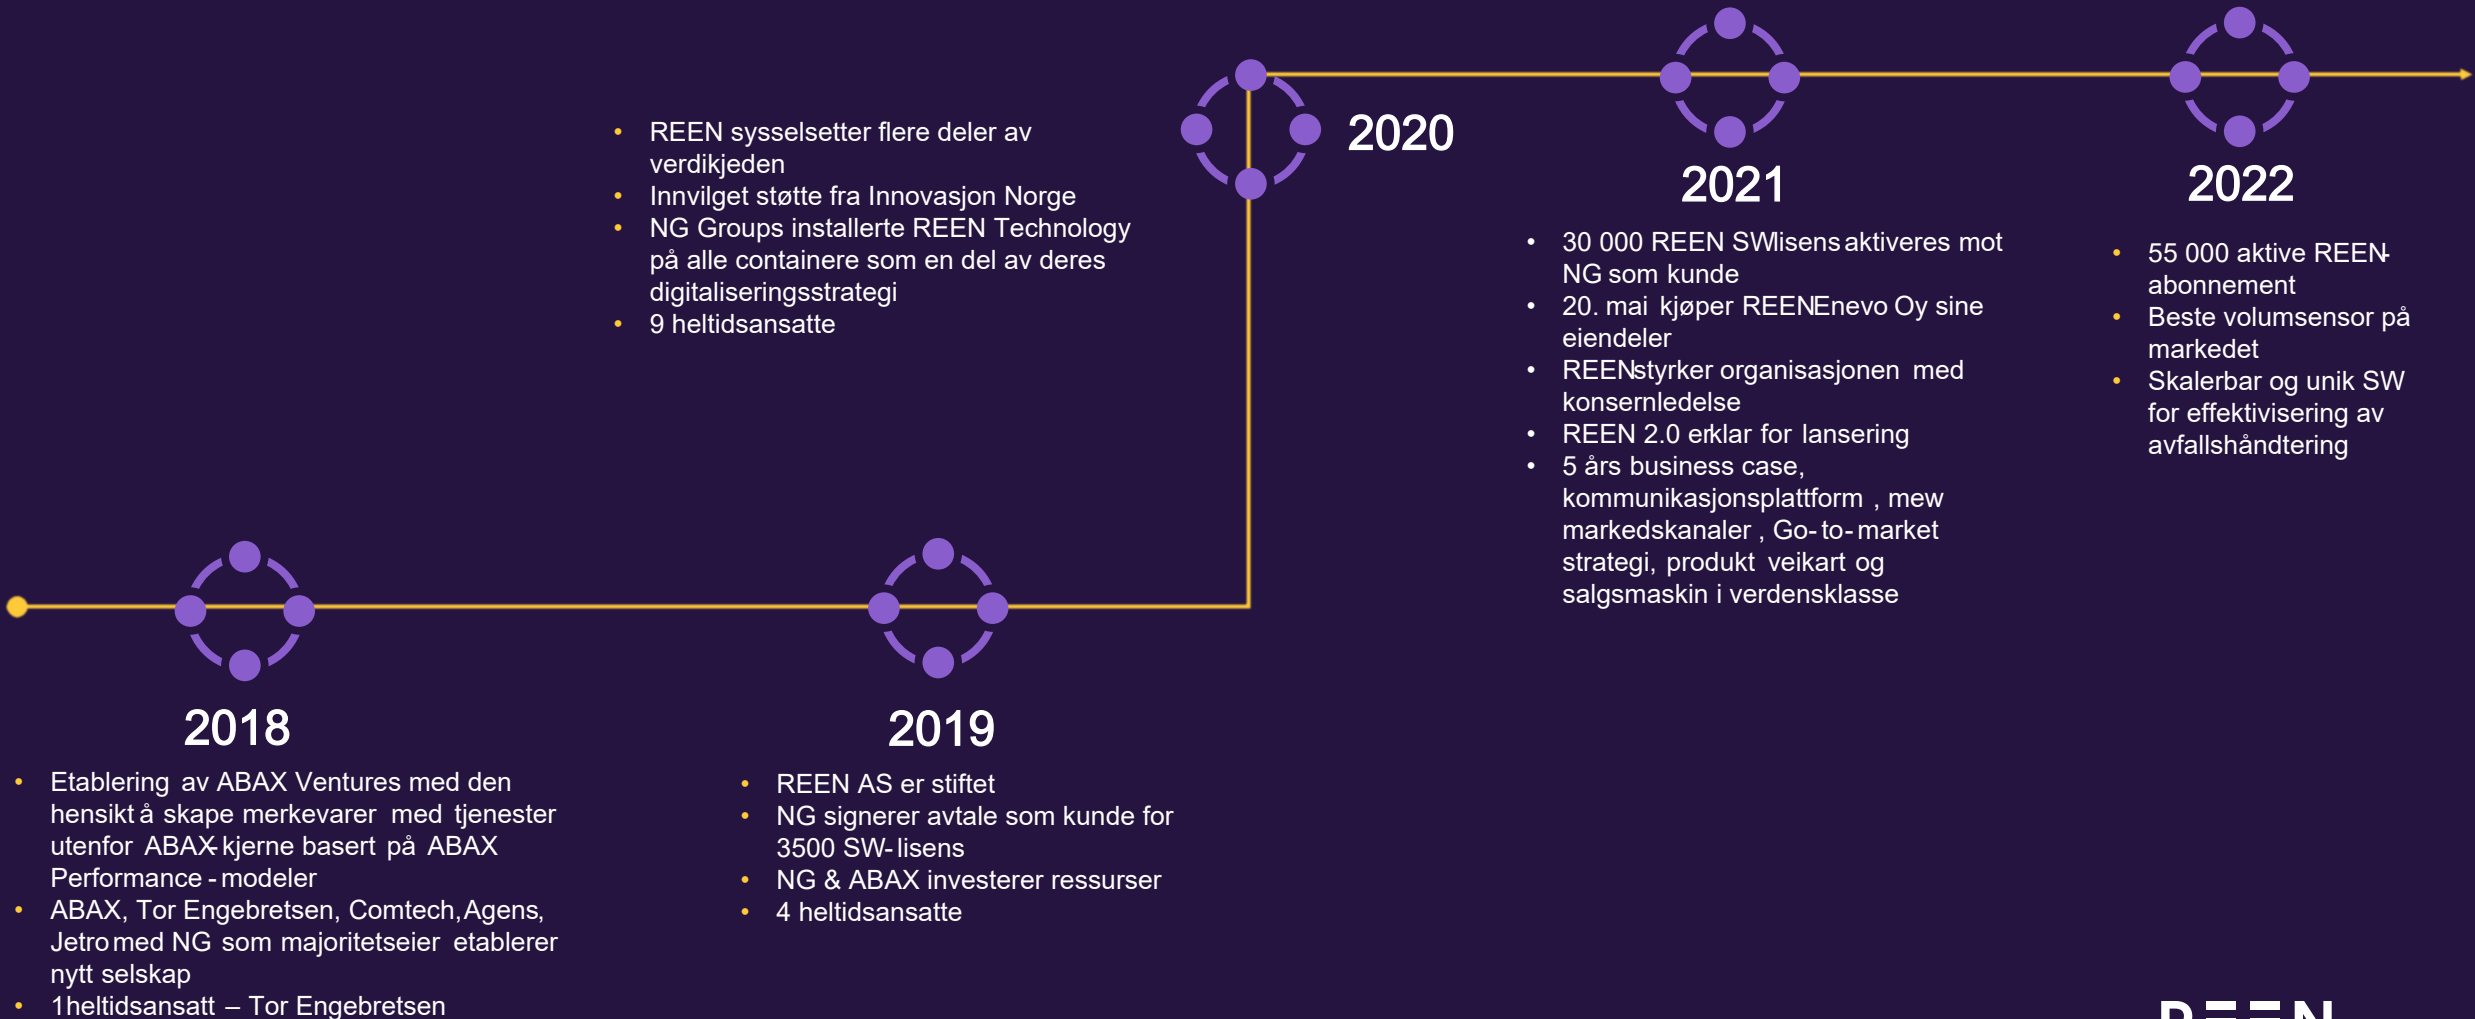 2018
• Etablering av ABAX Ventures med den
hensikt å skape merkevarer med tjenester
utenfor ABAX-kjerne basert på ABAX
Performance - modeler
• ABAX, Tor Engebretsen, Comtech, Agens,
Jetro med NG som majoritetseier etablerer
nytt selskap
• 1heltidsansatt – Tor Engebretsen
2019
• REEN AS er stiftet
• NG signerer avtale som kunde for
3500 SW-lisens
• NG & ABAX investerer ressurser
• 4 heltidsansatte
2020
• REEN sysselsetter flere deler av
verdikjeden
• Innvilget støtte fra Innovasjon Norge
• NG Groups installerte REEN Technology
på alle containere som en del av deres
digitaliseringsstrategi
• 9 heltidsansatte
2021
• 30 000 REEN SWlisens aktiveres mot
NG som kunde
• 20. mai kjøper REENEnevo Oy sine
eiendeler
• REENstyrker organisasjonen med
konsernledelse
• REEN 2.0 erklar for lansering
• 5 års business case,
kommunikasjonsplattform , mew
markedskanaler , Go-to-market
strategi, produkt veikart og
salgsmaskin i verdensklasse
2022
• 55 000 aktive REEN-
abonnement
• Beste volumsensor på
markedet
• Skalerbar og unik SW
for effektivisering av
avfallshåndtering
REEN